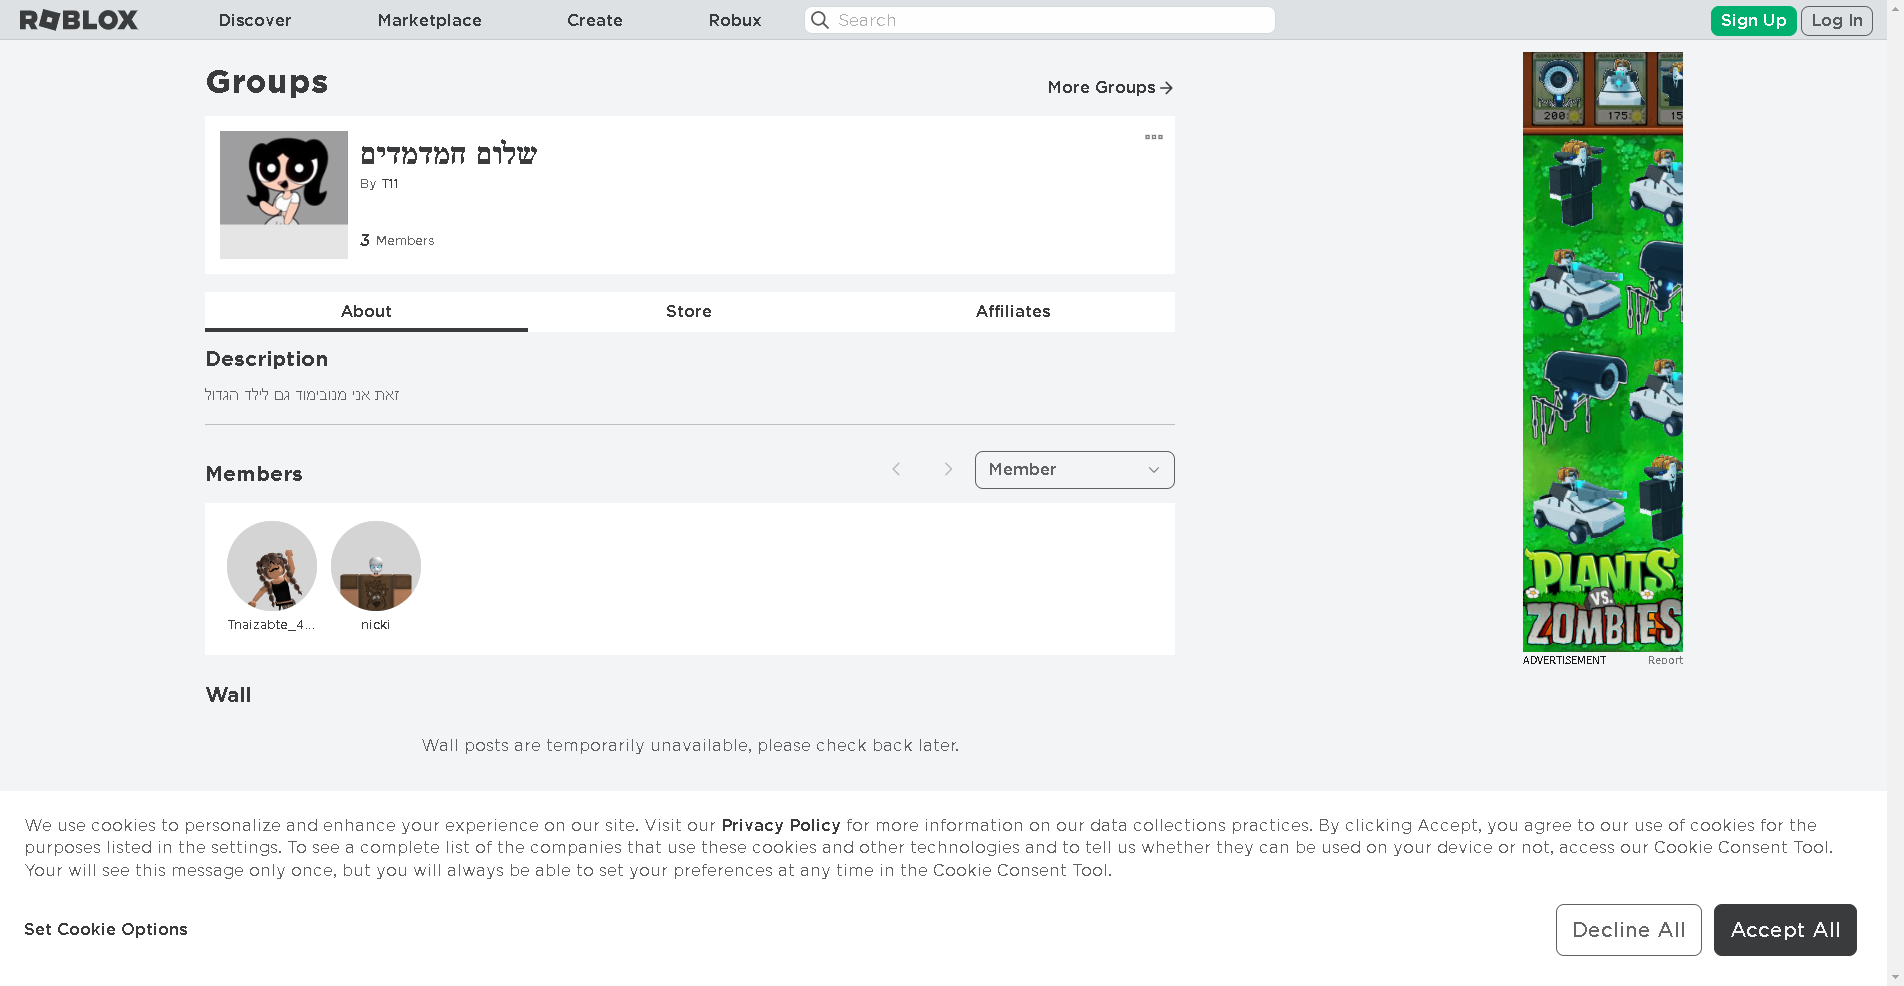 ROBLOX
Discover
Marketplace
Create
Robux
Search
Sign Up
Log In
Groups
More Groups
שלום חמדמדים
By T11
3 Members
About
Store
Affiliates
Description
זאת אני מנובימוד גם לילד הגדול
Members
Member
Tnaizabte_4...
nicki
Wall
Wall posts are temporarily unavailable, please check back later.
200
175
15
PLANTS
VS.
ZOMBIES
ADVERTISEMENT
Report
We use cookies to personalize and enhance your experience on our site. Visit our Privacy Policy for more information on our data collections practices. By clicking Accept, you agree to our use of cookies for the
purposes listed in the settings. To see a complete list of the companies that use these cookies and other technologies and to tell us whether they can be used on your device or not, access our Cookie Consent Tool.
Your will see this message only once, but you will always be able to set your preferences at any time in the Cookie Consent Tool.
Set Cookie Options
Decline All
Accept All